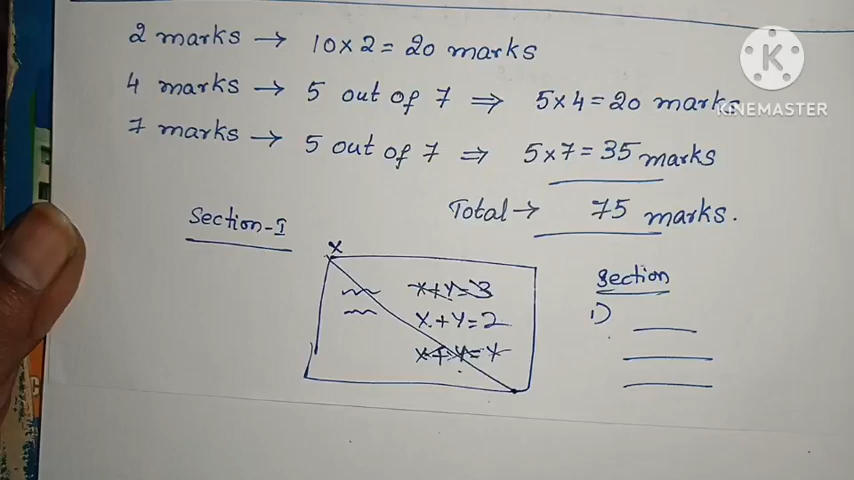 2 marks → 10×2=20 marks
4 marks → 5 out of 7 ⇒ 5×4=20 marks
7 marks → 5 out of 7 ⇒ 5×7=35 marks
Total → 75 marks.
Section-I
X
x+y=3
x+y=2
Section
1)
KINEMASTER